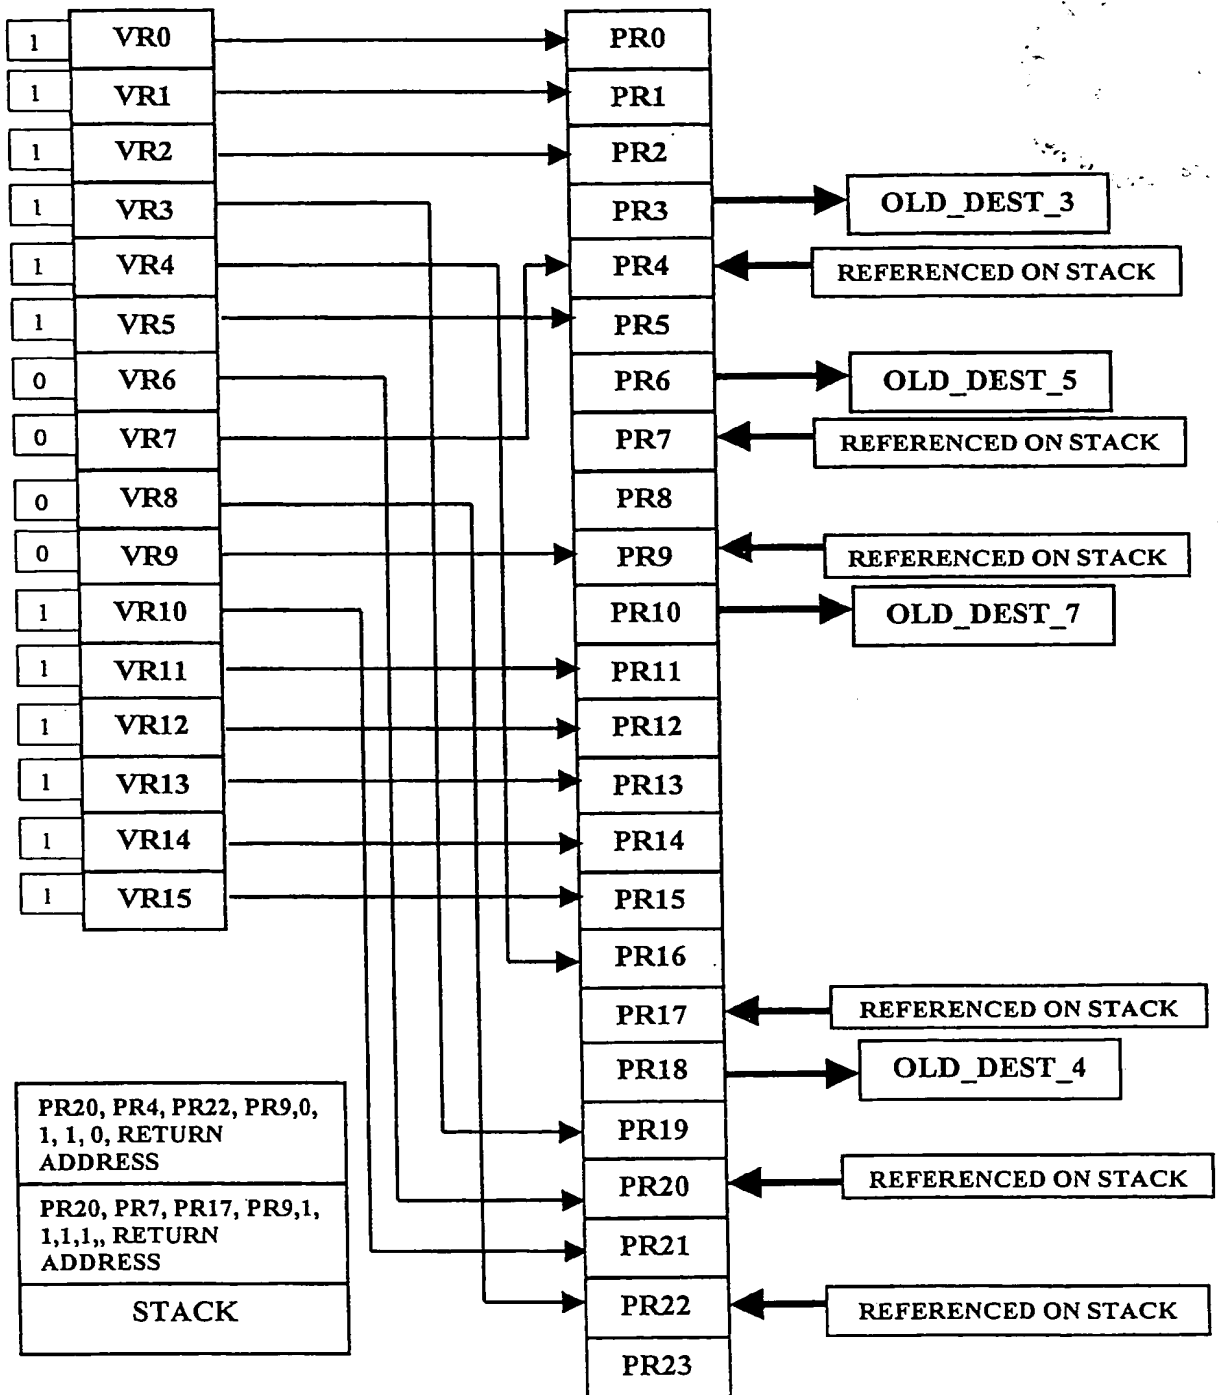 1 VR0 PR0
1 VR1 PR1
1 VR2 PR2
1 VR3 PR3 OLD_DEST_3
1 VR4 PR4 REFERENCED ON STACK
1 VR5 PR5
0 VR6 PR6 OLD_DEST_5
0 VR7 PR7 REFERENCED ON STACK
0 VR8 PR8
0 VR9 PR9 REFERENCED ON STACK
1 VR10 PR10 OLD_DEST_7
1 VR11 PR11
1 VR12 PR12
1 VR13 PR13
1 VR14 PR14
1 VR15 PR15
PR16
PR17 REFERENCED ON STACK
PR18 OLD_DEST_4
PR19
PR20 REFERENCED ON STACK
PR21
PR22 REFERENCED ON STACK
PR23
PR20, PR4, PR22, PR9,0,
1, 1, 0, RETURN
ADDRESS
PR20, PR7, PR17, PR9,1,
1,1,1,, RETURN
ADDRESS
STACK